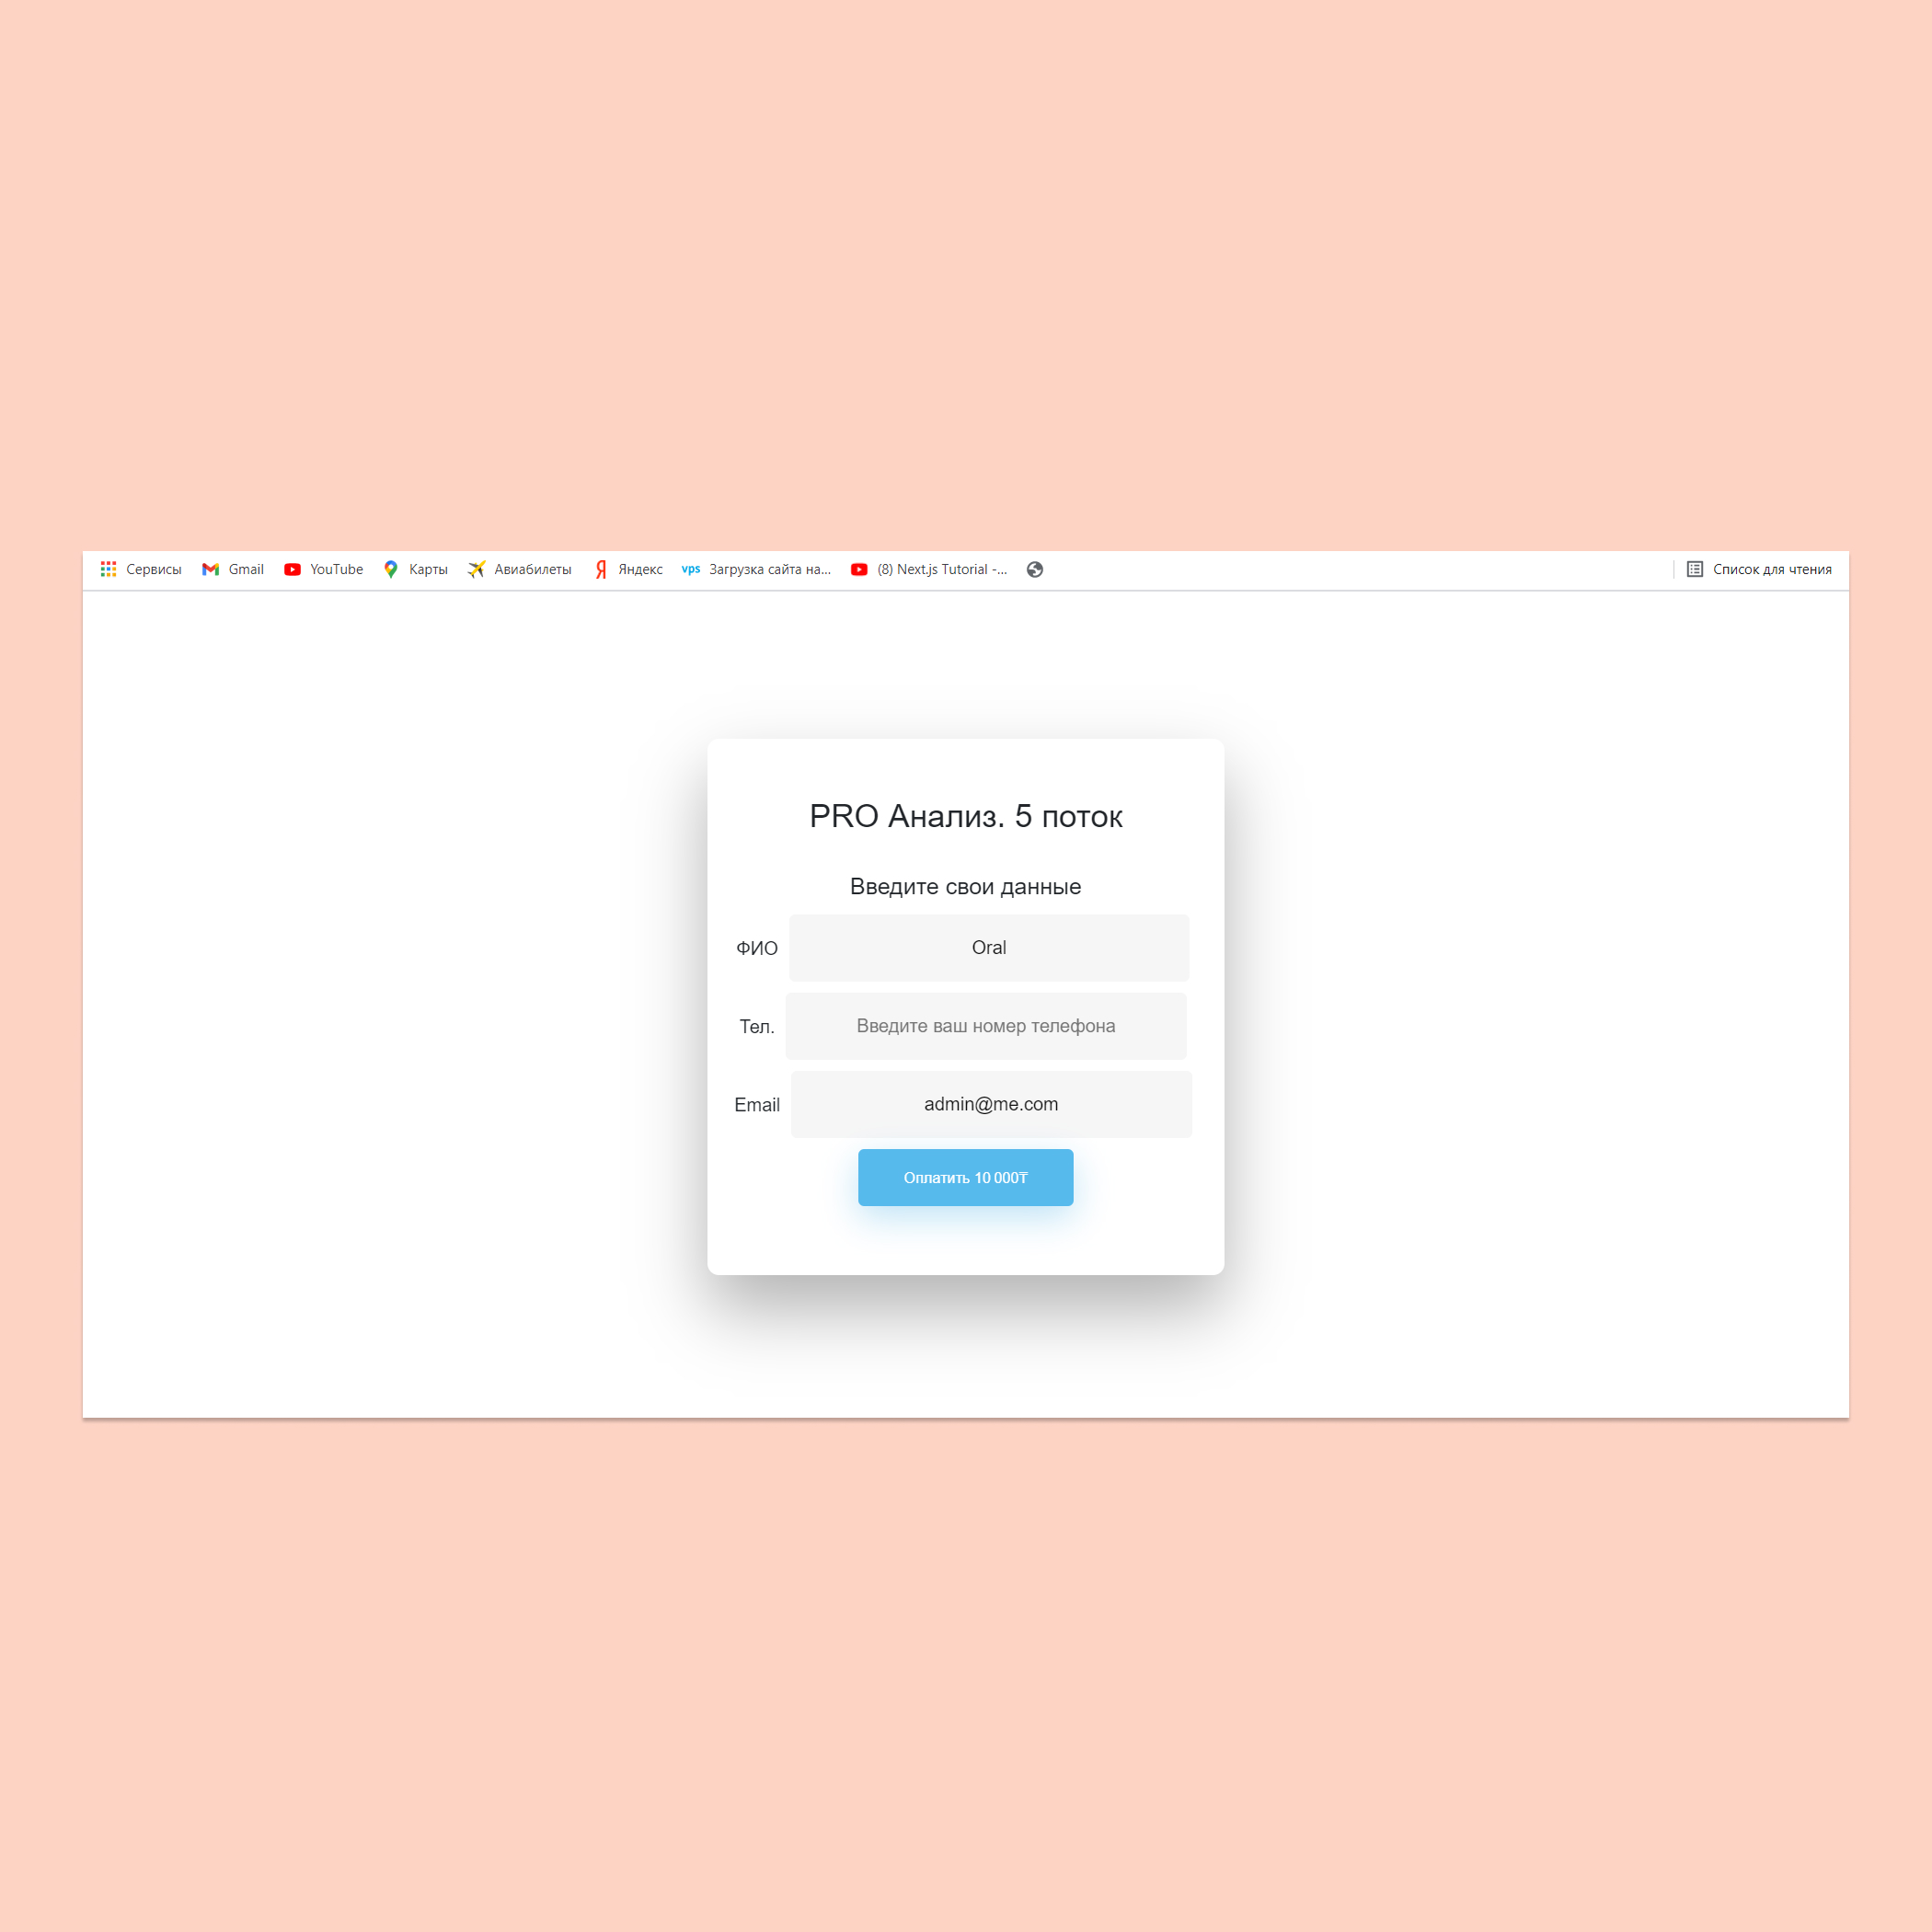 Сервисы Gmail YouTube Карты Авиабилеты Яндекс vps Загрузка сайта на... (8) Next.js Tutorial -... Список для чтения
PRO Анализ. 5 поток
Введите свои данные
ФИО Oral
Тел. Введите ваш номер телефона
Email admin@me.com
Оплатить 10 000₸